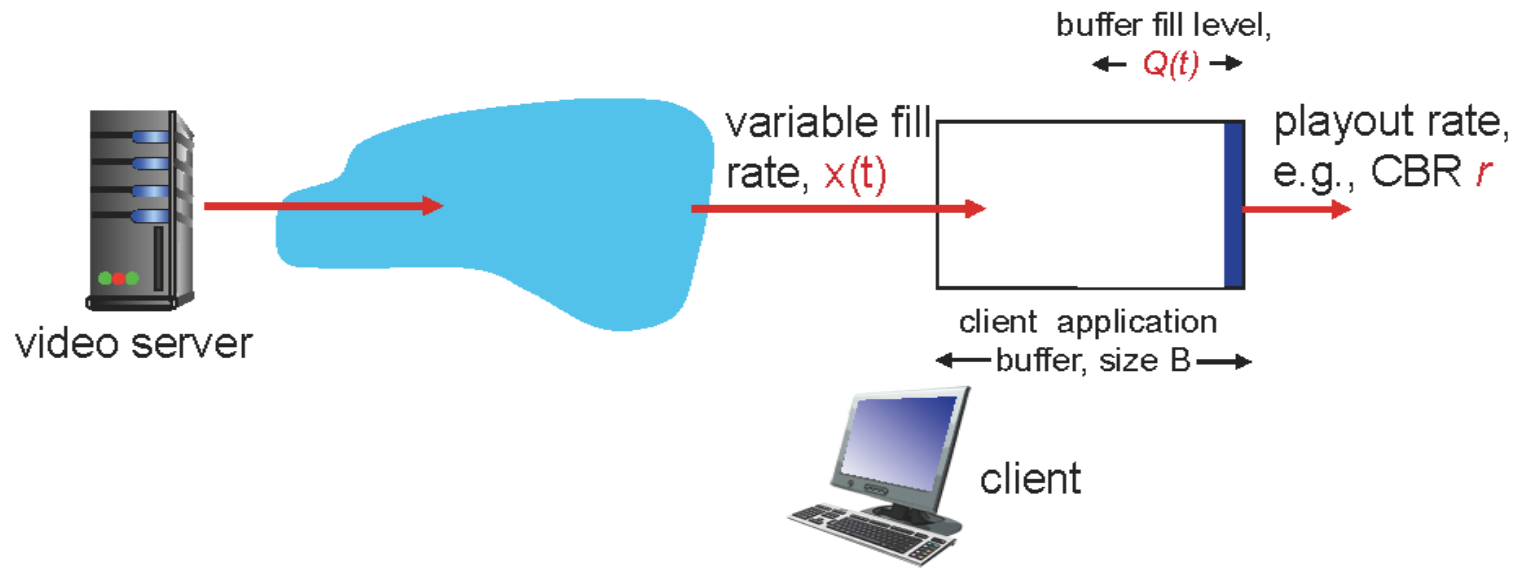 buffer fill level,
Q(t)
variable fill
rate, x(t)
playout rate,
e.g., CBR r
video server
client application
buffer, size B
client